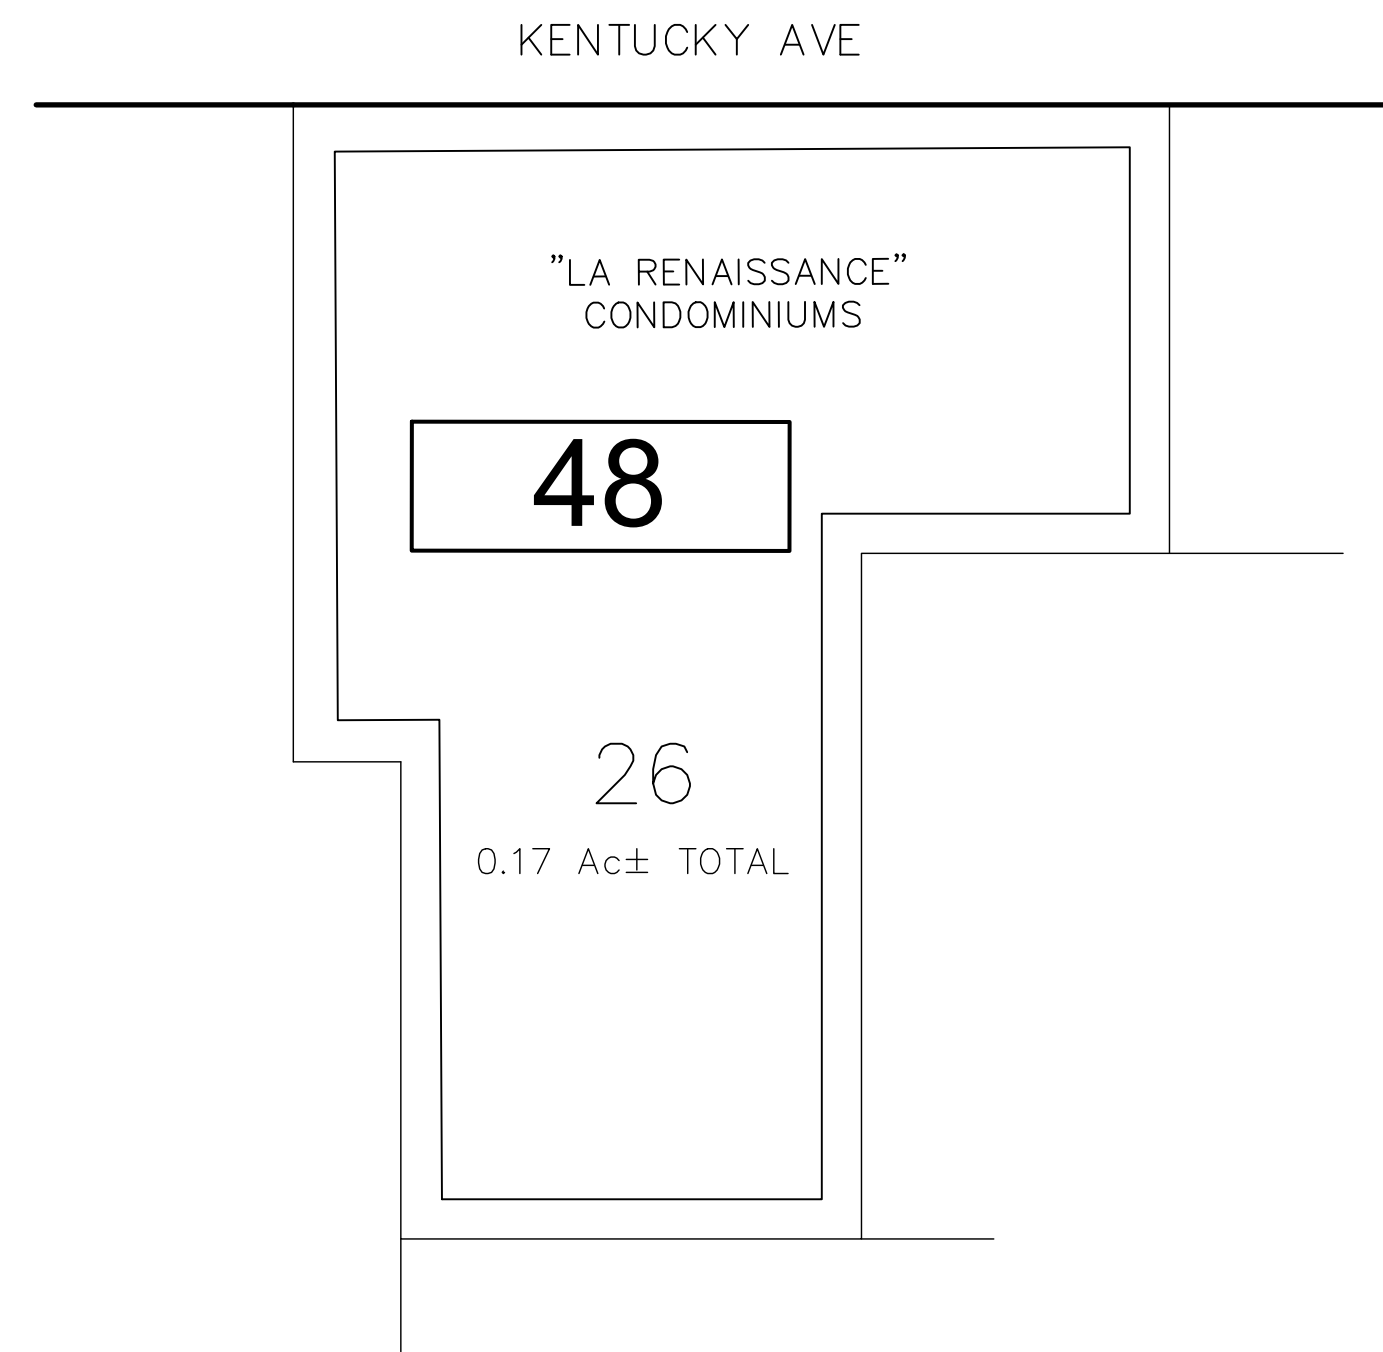 KENTUCKY AVE
"LA RENAISSANCE"
CONDOMINIUMS
48
26
0.17 Ac± TOTAL